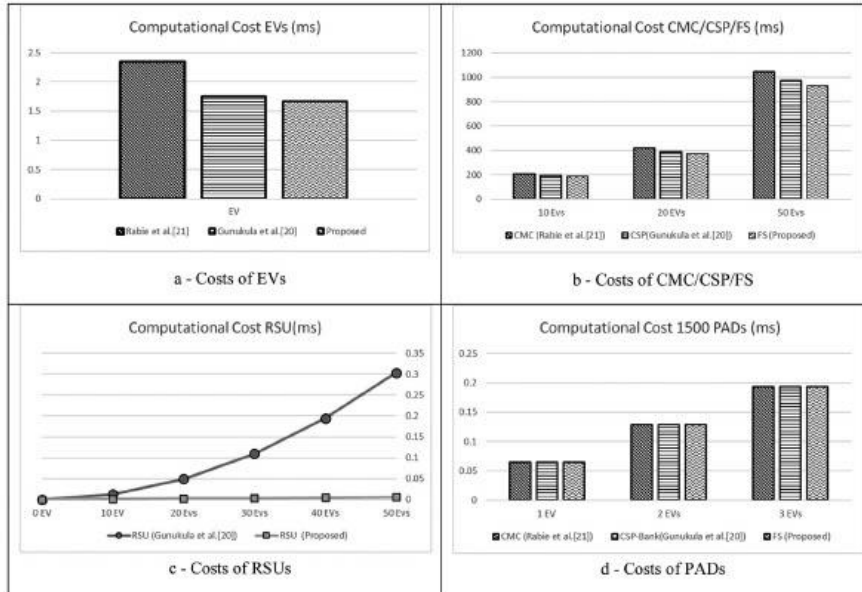 Computational Cost EVs (ms)
2.5
2
1.5
1
0.5
0
EV
Rabie et al.[21] Gunukula et al.[20] Proposed
a - Costs of EVs
Computational Cost CMC/CSP/FS (ms)
1200
1000
800
600
400
200
0
10 Evs 20 EVs 50 Evs
CMC (Rabie et al.[21]) CSP(Gunukula et al.[20]) FS (Proposed)
b - Costs of CMC/CSP/FS
Computational Cost RSU(ms)
0.35
0.3
0.25
0.2
0.15
0.1
0.05
0
0 EV 10 EV 20 EVs 30 EVs 40 EVs 50 EVs
RSU (Gunukula et al.[20]) RSU (Proposed)
c - Costs of RSUs
Computational Cost 1500 PADs (ms)
0.25
0.2
0.15
0.1
0.05
0
1 EV 2 EVs 3 EVs
CMC (Rabie et al.[21]) CSP-Bank(Gunukula et al.[20]) FS (Proposed)
d - Costs of PADs